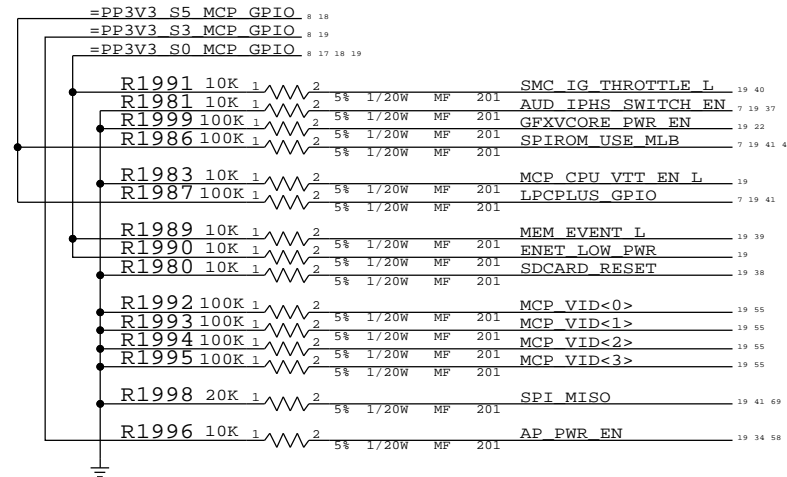 =PP3V3_S5_MCP_GPIO 8 18
=PP3V3_S3_MCP_GPIO 8 19
=PP3V3_S0_MCP_GPIO 8 17 18 19
R1991 10K 1 2 5% 1/20W MF 201 SMC_IG_THROTTLE_L 19 40
R1981 10K 1 2 5% 1/20W MF 201 AUD_IPHS_SWITCH_EN 7 19 37
R1999 100K 1 2 5% 1/20W MF 201 GFXVCORE_PWR_EN 19 22
R1986 100K 1 2 5% 1/20W MF 201 SPIROM_USE_MLB 7 19 41 4
R1983 10K 1 2 5% 1/20W MF 201 MCP_CPU_VTT_EN_L 19
R1987 100K 1 2 5% 1/20W MF 201 LPCPLUS_GPIO 7 19 41
R1989 10K 1 2 5% 1/20W MF 201 MEM_EVENT_L 19 39
R1990 10K 1 2 5% 1/20W MF 201 ENET_LOW_PWR 19
R1980 10K 1 2 5% 1/20W MF 201 SDCARD_RESET 19 38
R1992 100K 1 2 5% 1/20W MF 201 MCP_VID<0> 19 55
R1993 100K 1 2 5% 1/20W MF 201 MCP_VID<1> 19 55
R1994 100K 1 2 5% 1/20W MF 201 MCP_VID<2> 19 55
R1995 100K 1 2 5% 1/20W MF 201 MCP_VID<3> 19 55
R1998 20K 1 2 5% 1/20W MF 201 SPI_MISO 19 41 69
R1996 10K 1 2 5% 1/20W MF 201 AP_PWR_EN 19 34 58